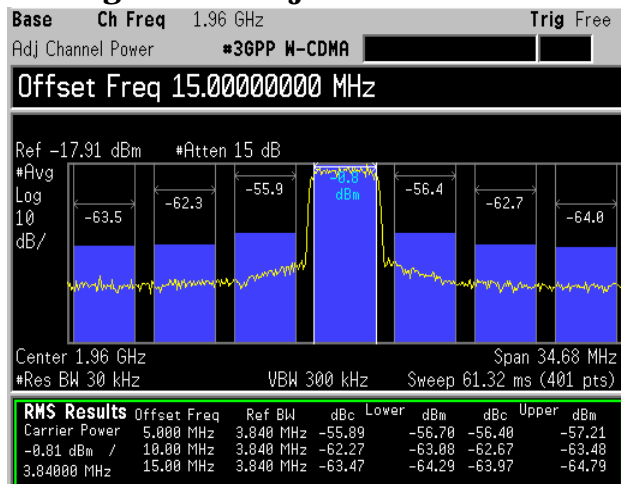 Base Ch Freq 1.96 GHz Trig Free
Adj Channel Power #3GPP W-CDMA
Offset Freq 15.00000000 MHz
Ref -17.91 dBm #Atten 15 dB
#Avg
Log
10
dB/
-63.5 -62.3 -55.9 -0.8 dBm -56.4 -62.7 -64.0
Center 1.96 GHz Span 34.68 MHz
#Res BW 30 kHz VBW 300 kHz Sweep 61.32 ms (401 pts)
RMS Results Offset Freq Ref BW dBc Lower dBm dBc Upper dBm
Carrier Power 5.000 MHz 3.840 MHz -55.89 -56.70 -56.40 -57.21
-0.81 dBm / 10.00 MHz 3.840 MHz -62.27 -63.08 -62.67 -63.48
3.84000 MHz 15.00 MHz 3.840 MHz -63.47 -64.29 -63.97 -64.79